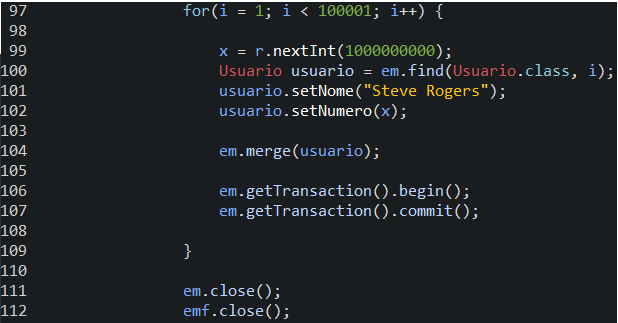 97 for(i = 1; i < 100001; i++) {
98
99 x = r.nextInt(1000000000);
100 Usuario usuario = em.find(Usuario.class, i);
101 usuario.setNome("Steve Rogers");
102 usuario.setNumero(x);
103
104 em.merge(usuario);
105
106 em.getTransaction().begin();
107 em.getTransaction().commit();
108
109 }
110
111 em.close();
112 emf.close();